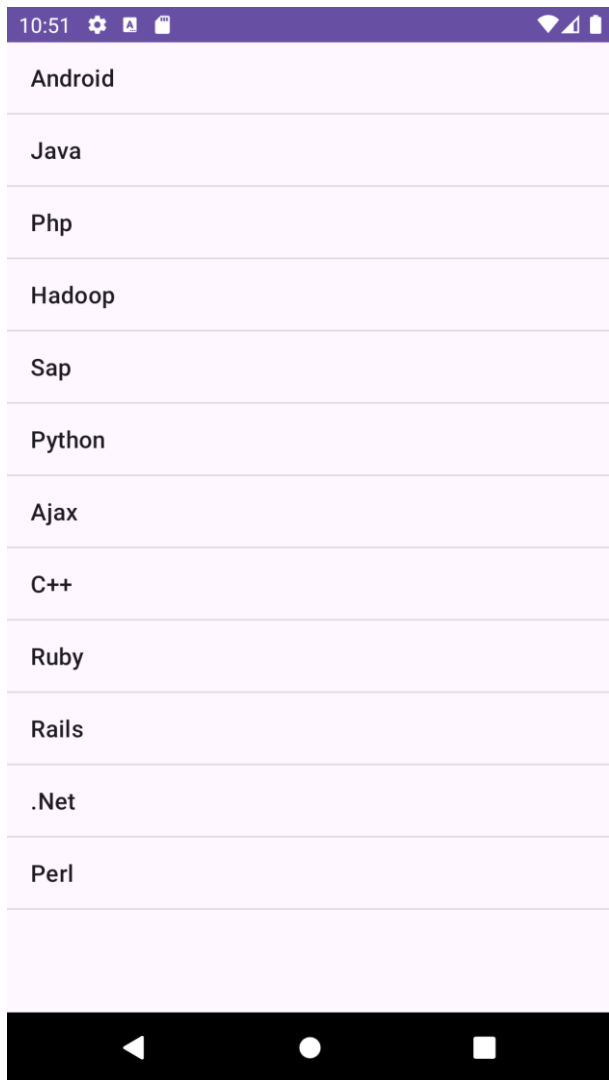 10:51
Android
Java
Php
Hadoop
Sap
Python
Ajax
C++
Ruby
Rails
.Net
Perl